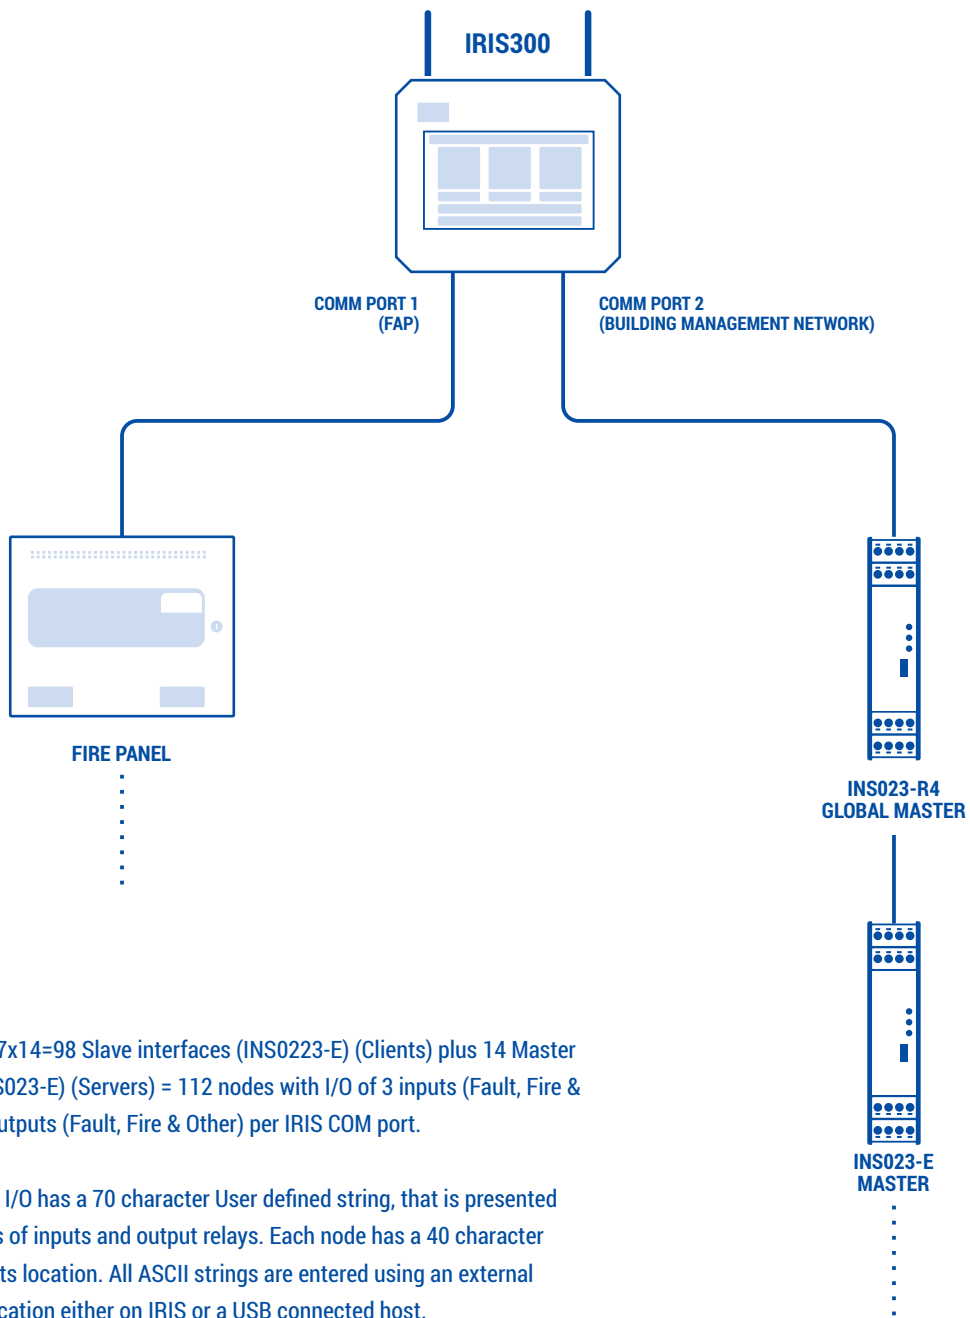 IRIS300
COMM PORT 1
(FAP)
COMM PORT 2
(BUILDING MANAGEMENT NETWORK)
FIRE PANEL
INS023-R4
GLOBAL MASTER
7x14=98 Slave interfaces (INS0223-E) (Clients) plus 14 Master
S023-E) (Servers) = 112 nodes with I/O of 3 inputs (Fault, Fire &
utputs (Fault, Fire & Other) per IRIS COM port.
I/O has a 70 character User defined string, that is presented
s of inputs and output relays. Each node has a 40 character
ts location. All ASCII strings are entered using an external
cation either on IRIS or a USB connected host.
INS023-E
MASTER